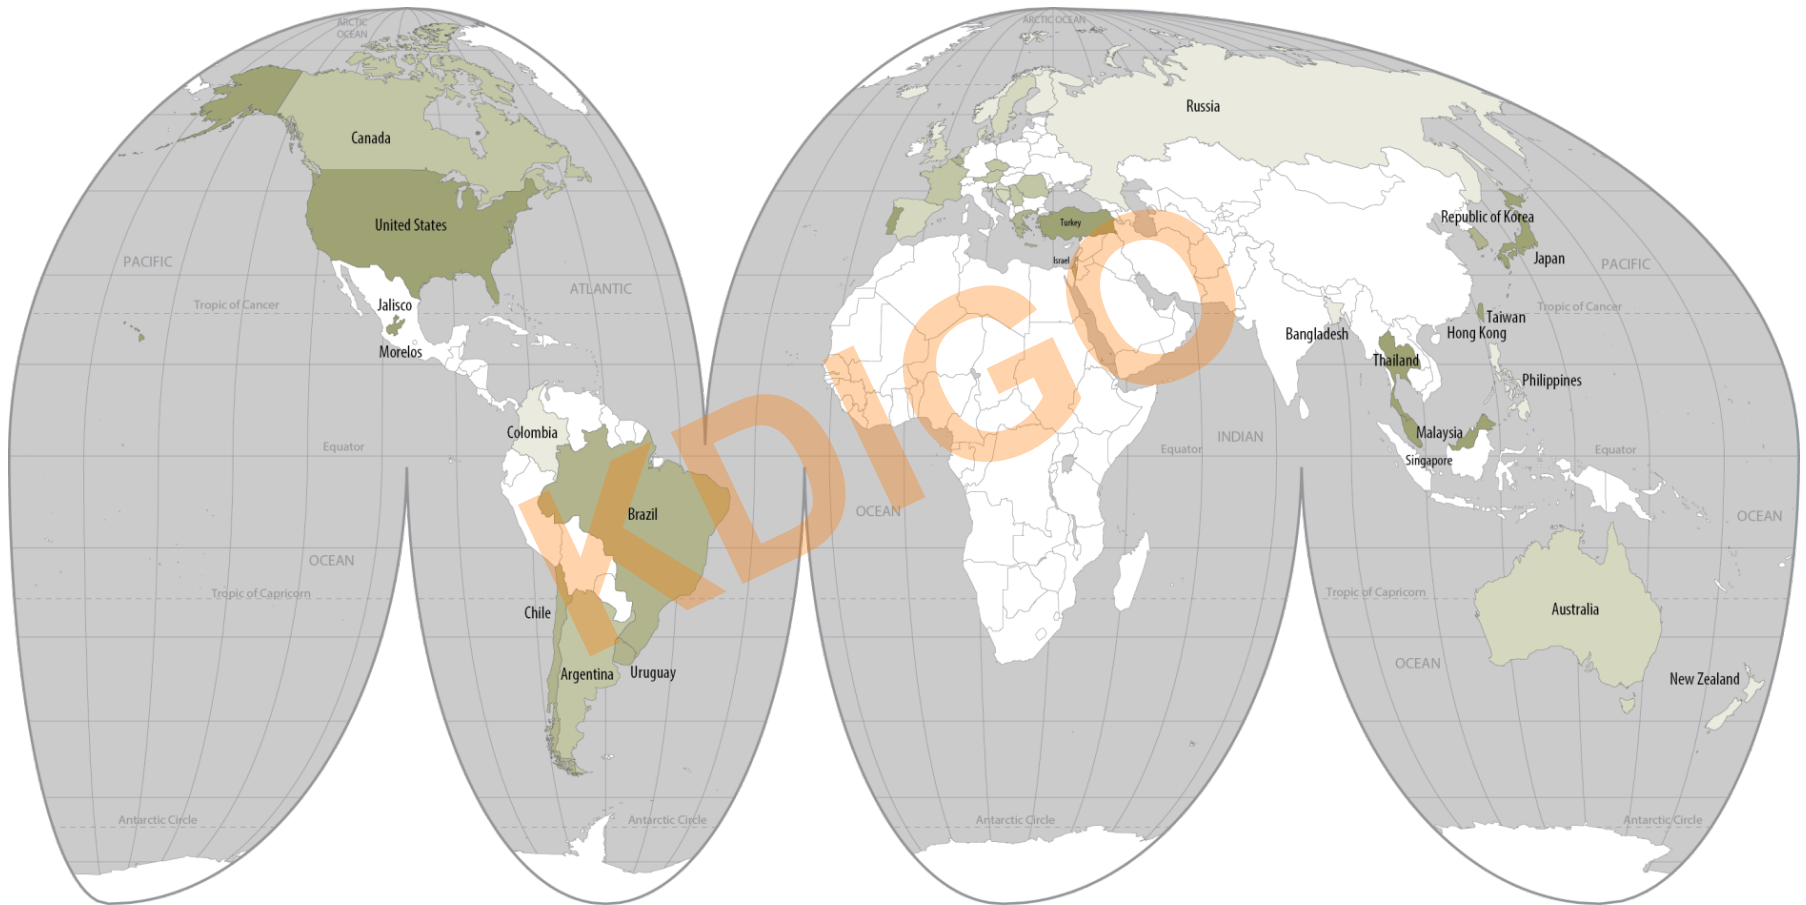 ARCTIC
OCEAN
ARCTIC OCEAN
Russia
Canada
United States
Republic of Korea
Turkey
Japan
Israel
PACIFIC
ATLANTIC
PACIFIC
Tropic of Cancer
Jalisco
Tropic of Cancer
Taiwan
Bangladesh
Hong Kong
Morelos
Thailand
Philippines
Colombia
Malaysia
INDIAN
Equator
Equator
Equator
Singapore
KDIGO
Brazil
OCEAN
OCEAN
OCEAN
Tropic of Capricorn
Tropic of Capricorn
Chile
Australia
Argentina
Uruguay
OCEAN
New Zealand
Antarctic Circle
Antarctic Circle
Antarctic Circle
Antarctic Circle